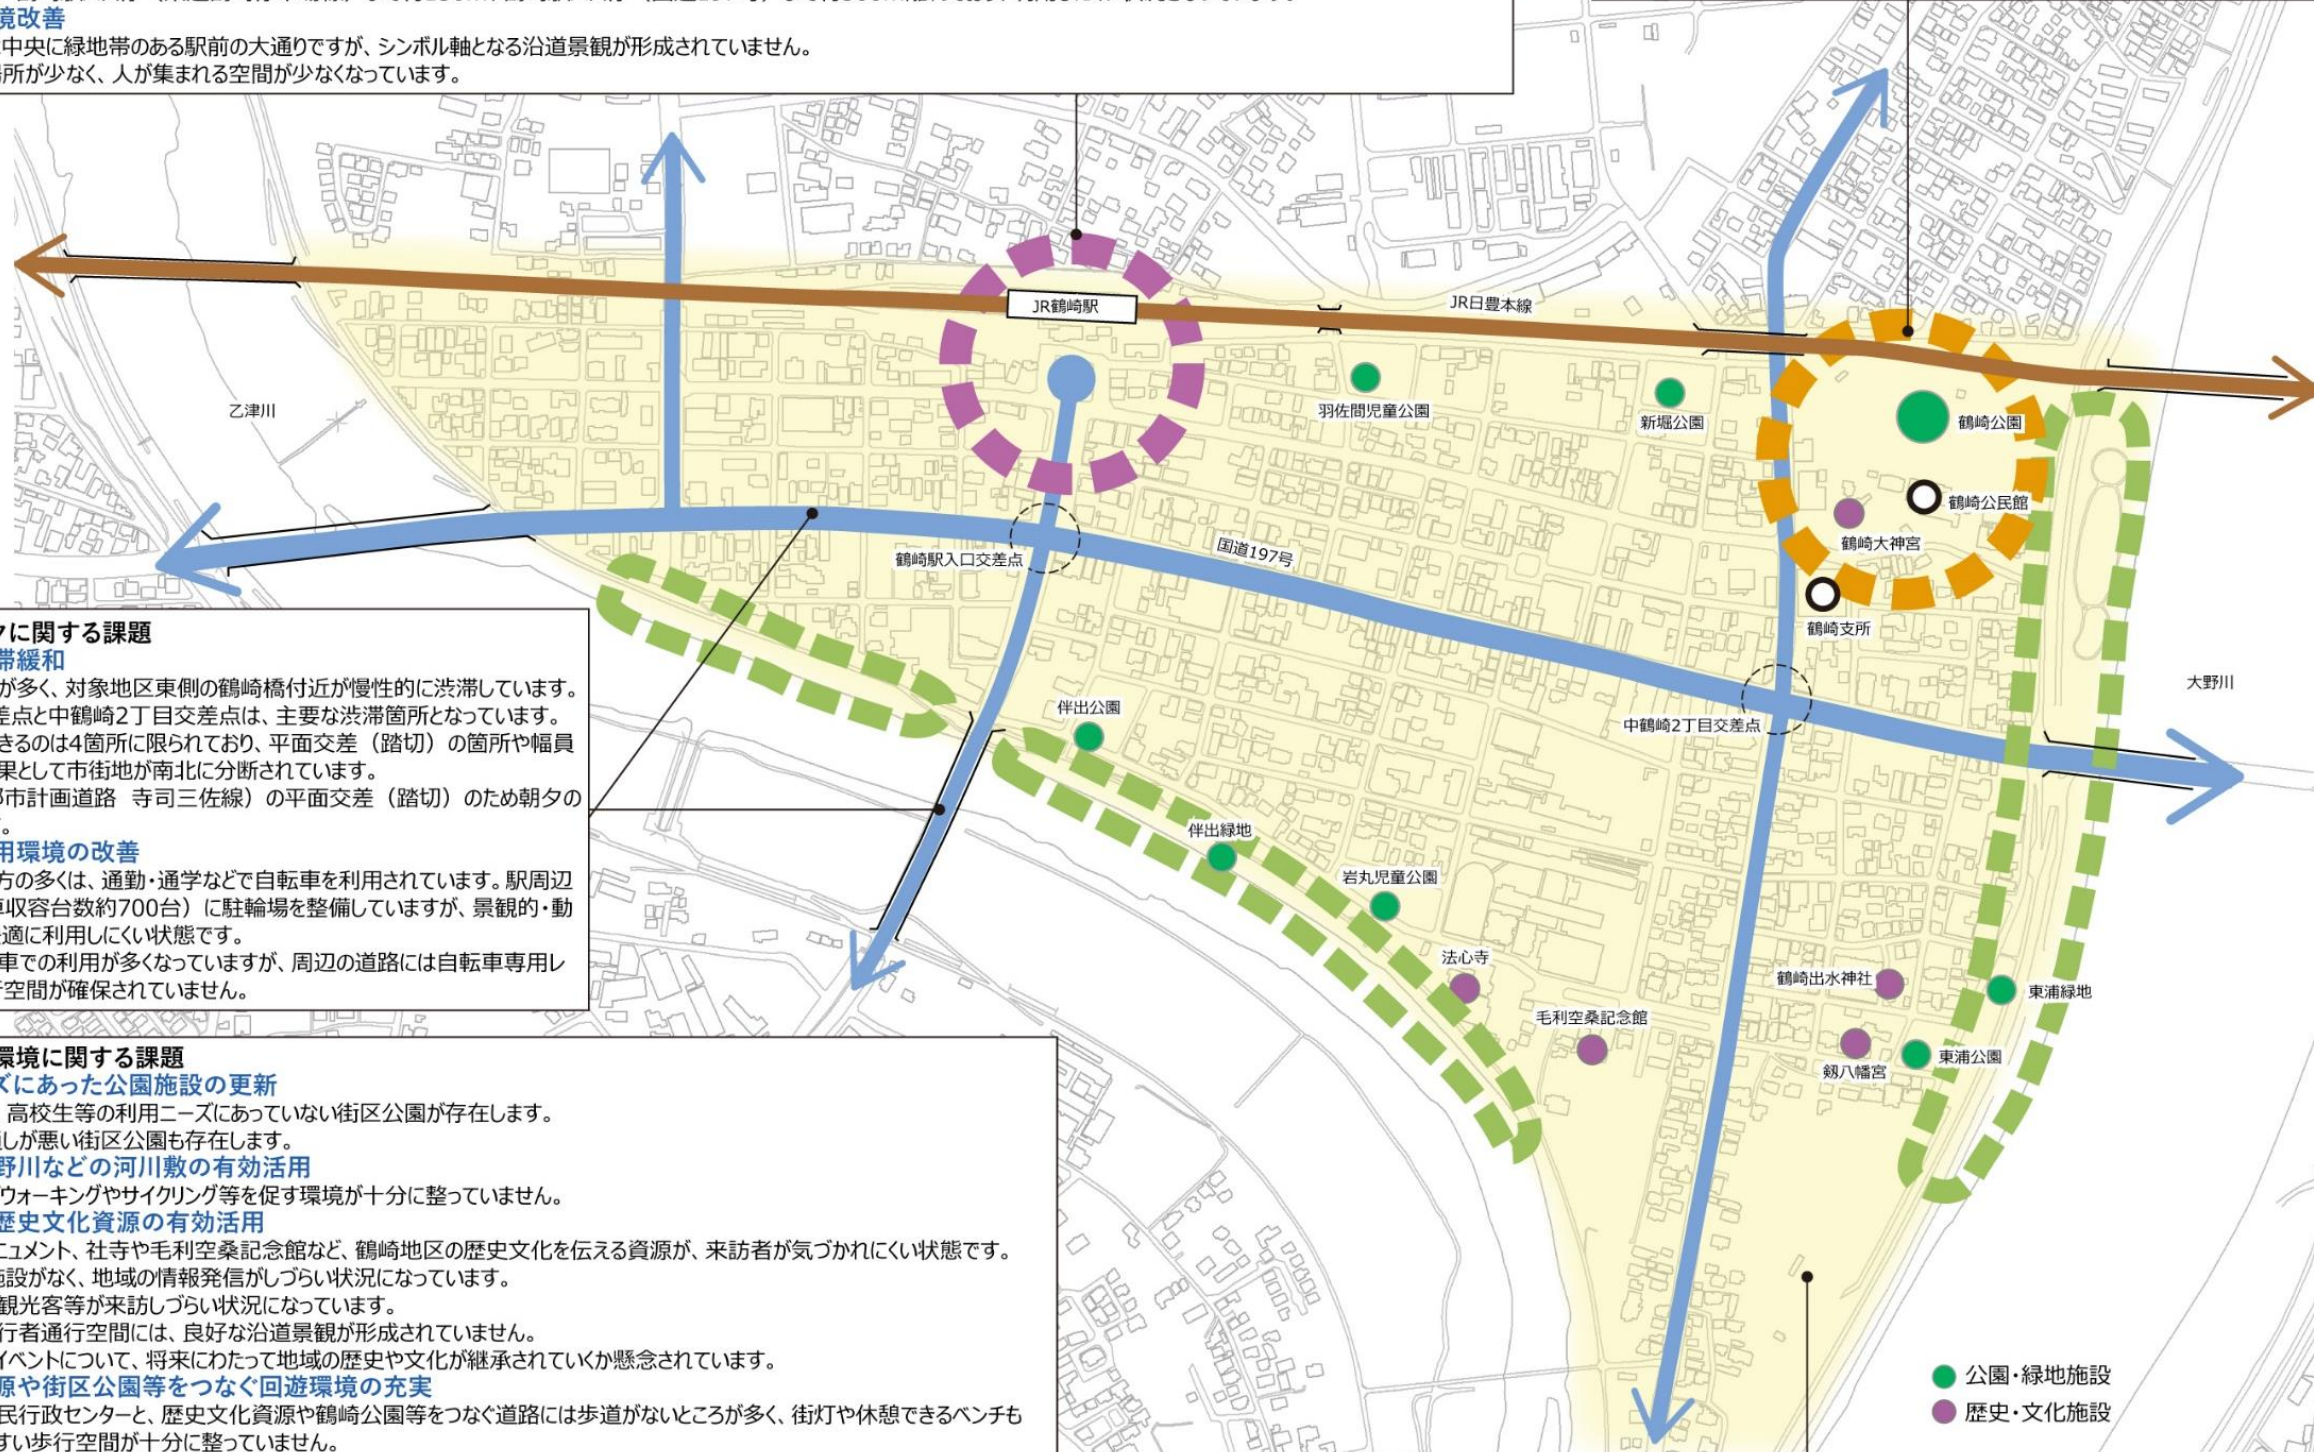 境改善
中央に緑地帯のある駅前の大通りですが、シンボル軸となる沿道景観が形成されていません。
所が少なく、人が集まれる空間が少なくなっています。
JR鶴崎駅
JR日豊本線
羽佐間児童公園
新堀公園
鶴崎公園
乙津川
鶴崎公民館
鶴崎大神宮
鶴崎駅入口交差点
国道197号
鶴崎支所
大野川
中鶴崎2丁目交差点
伴出公園
伴出緑地
岩丸児童公園
法心寺
毛利空桑記念館
鶴崎出水神社
東浦緑地
東浦公園
剱八幡宮
クに関する課題
帯緩和
が多く、対象地区東側の鶴崎橋付近が慢性的に渋滞しています。
差点と中鶴崎2丁目交差点は、主要な渋滞箇所となっています。
きるのは4箇所に限られており、平面交差（踏切）の箇所や幅員
果として市街地が南北に分断されています。
市計画道路 寺司三佐線）の平面交差（踏切）のため朝夕の
。
用環境の改善
方の多くは、通勤・通学などで自転車を利用されています。駅周辺
収容台数約700台）に駐輪場を整備していますが、景観的・動
適に利用しにくい状態です。
車での利用が多くなっていますが、周辺の道路には自転車専用レ
空間が確保されていません。
環境に関する課題
ズにあった公園施設の更新
高校生等の利用ニーズにあっていない街区公園が存在します。
しが悪い街区公園も存在します。
野川などの河川敷の有効活用
ウォーキングやサイクリング等を促す環境が十分に整っていません。
歴史文化資源の有効活用
ニュメント、社寺や毛利空桑記念館など、鶴崎地区の歴史文化を伝える資源が、来訪者が気づかれにくい状態です。
設がなく、地域の情報発信がしづらい状況になっています。
観光客等が来訪しづらい状況になっています。
行者通行空間には、良好な沿道景観が形成されていません。
イベントについて、将来にわたって地域の歴史や文化が継承されていくか懸念されています。
源や街区公園等をつなぐ回遊環境の充実
民行政センターと、歴史文化資源や鶴崎公園等をつなぐ道路には歩道がないところが多く、街灯や休憩できるベンチも
すい歩行空間が十分に整っていません。
公園・緑地施設
歴史・文化施設